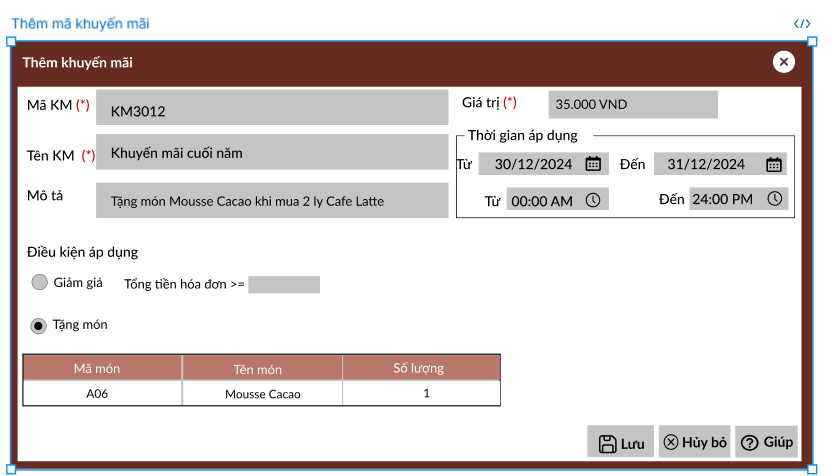 Thêm mã khuyến mãi
</>
Thêm khuyến mãi
Mã KM (*) KM3012
Giá trị (*) 35.000 VND
Tên KM (*) Khuyến mãi cuối năm
Thời gian áp dụng
Từ 30/12/2024 Đến 31/12/2024
Mô tả Tặng món Mousse Cacao khi mua 2 ly Cafe Latte
Từ 00:00 AM Đến 24:00 PM
Điều kiện áp dụng
Giảm giá Tổng tiền hóa đơn >=
Tặng món
Mã món Tên món Số lượng
A06 Mousse Cacao 1
Lưu Hủy bỏ Giúp